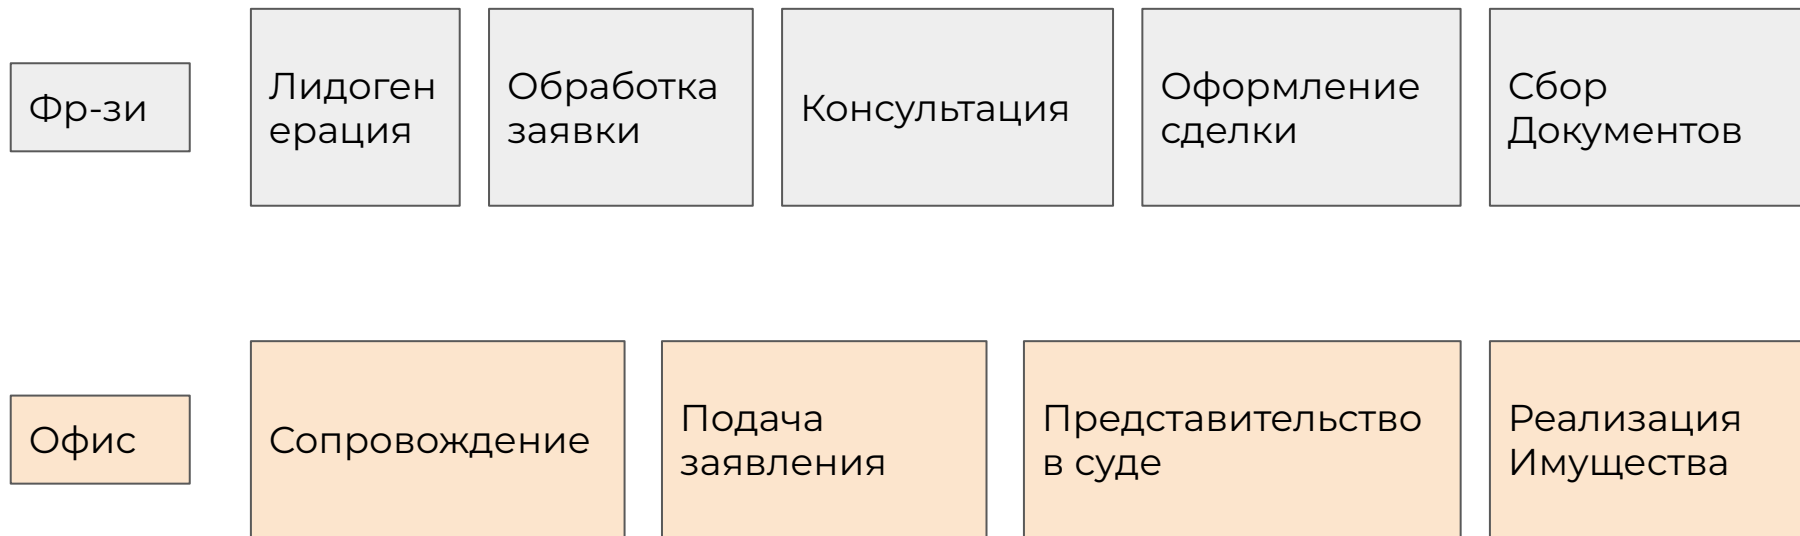 Фр-зи
Лидоген
ерация
Обработка
заявки
Консультация
Оформление
сделки
Сбор
Документов
Офис
Сопровождение
Подача
заявления
Представительство
в суде
Реализация
Имущества